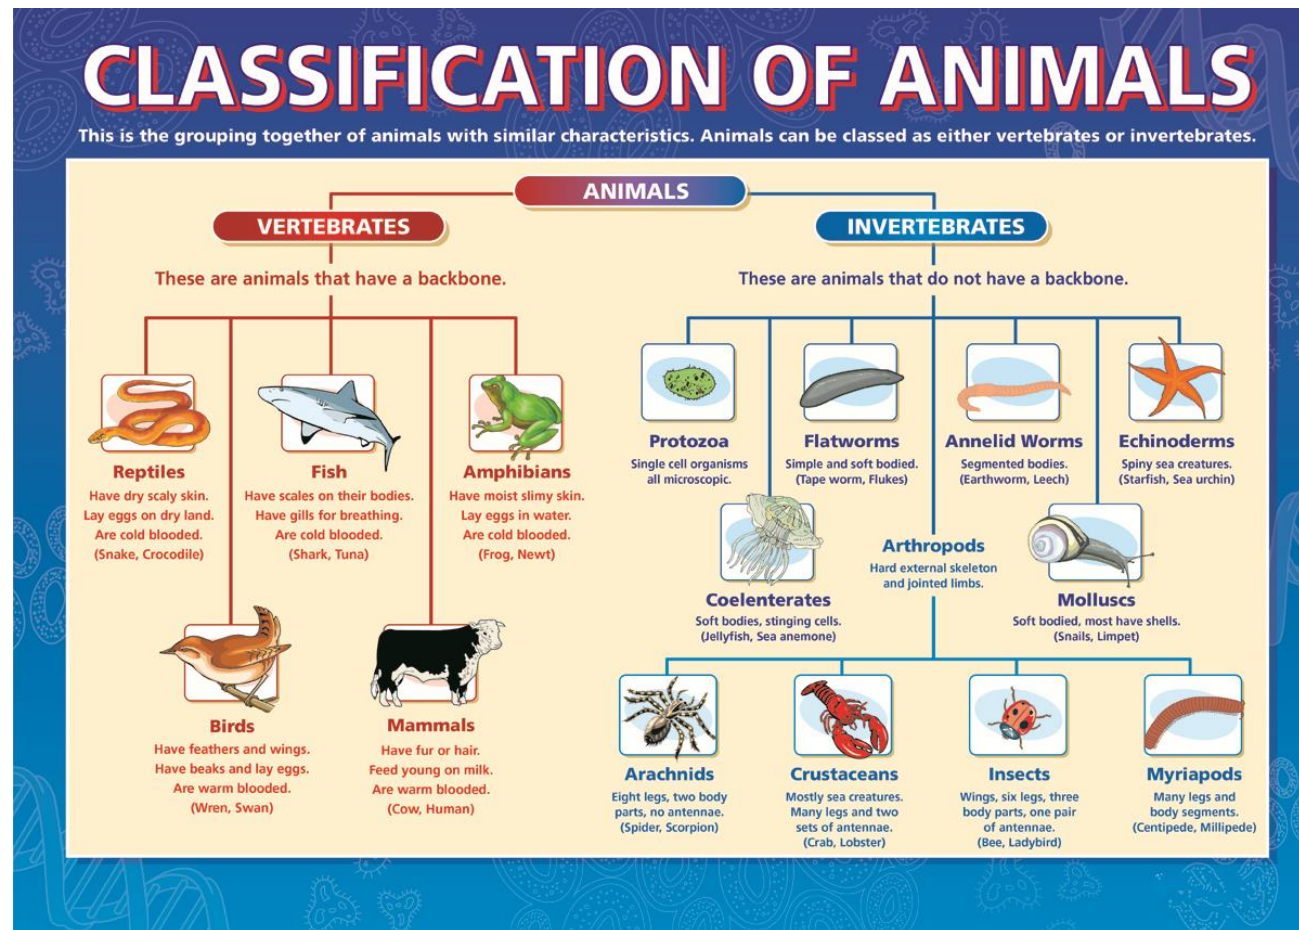 CLASSIFICATION OF ANIMALS
This is the grouping together of animals with similar characteristics. Animals can be classed as either vertebrates or invertebrates.
ANIMALS
VERTEBRATES
These are animals that have a backbone.
Reptiles
Have dry scaly skin.
Lay eggs on dry land.
Are cold blooded.
(Snake, Crocodile)
Fish
Have scales on their bodies.
Have gills for breathing.
Are cold blooded.
(Shark, Tuna)
Amphibians
Have moist slimy skin.
Lay eggs in water.
Are cold blooded.
(Frog, Newt)
Birds
Have feathers and wings.
Have beaks and lay eggs.
Are warm blooded.
(Wren, Swan)
Mammals
Have fur or hair.
Feed young on milk.
Are warm blooded.
(Cow, Human)
INVERTEBRATES
These are animals that do not have a backbone.
Protozoa
Single cell organisms
all microscopic.
Flatworms
Simple and soft bodied.
(Tape worm, Flukes)
Annelid Worms
Segmented bodies.
(Earthworm, Leech)
Echinoderms
Spiny sea creatures.
(Starfish, Sea urchin)
Coelenterates
Soft bodies, stinging cells.
(Jellyfish, Sea anemone)
Arthropods
Hard external skeleton
and jointed limbs.
Molluscs
Soft bodied, most have shells.
(Snails, Limpet)
Arachnids
Eight legs, two body
parts, no antennae.
(Spider, Scorpion)
Crustaceans
Mostly sea creatures.
Many legs and two
sets of antennae.
(Crab, Lobster)
Insects
Wings, six legs, three
body parts, one pair
of antennae.
(Bee, Ladybird)
Myriapods
Many legs and
body segments.
(Centipede, Millipede)